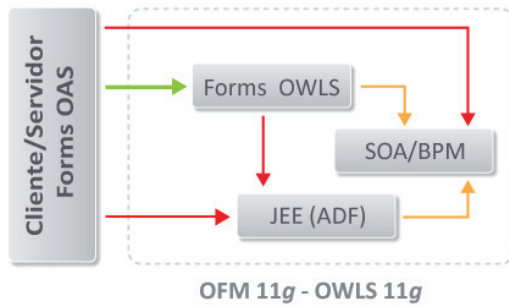 Cliente/Servidor
Forms OAS
Forms OWLS
SOA/BPM
JEE (ADF)
OFM 11g - OWLS 11g